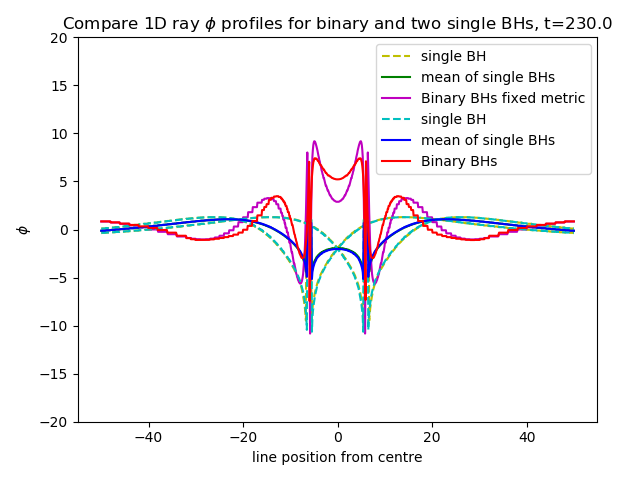 Compare 1D ray ϕ profiles for binary and two single BHs, t=230.0
20
15
10
5
0
−5
−10
−15
−20
ϕ
single BH
mean of single BHs
Binary BHs fixed metric
single BH
mean of single BHs
Binary BHs
−40 −20 0 20 40
line position from centre